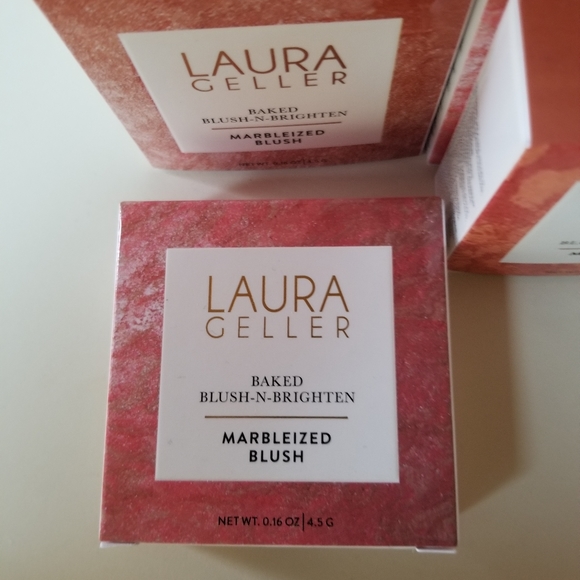 LAURA
GELLER
BAKED
BLUSH-N-BRIGHTEN
MARBLEIZED
BLUSH
LAURA
GELLER
BAKED
BLUSH-N-BRIGHTEN
MARBLEIZED
BLUSH
NET WT. 0.16 OZ | 4.5 G